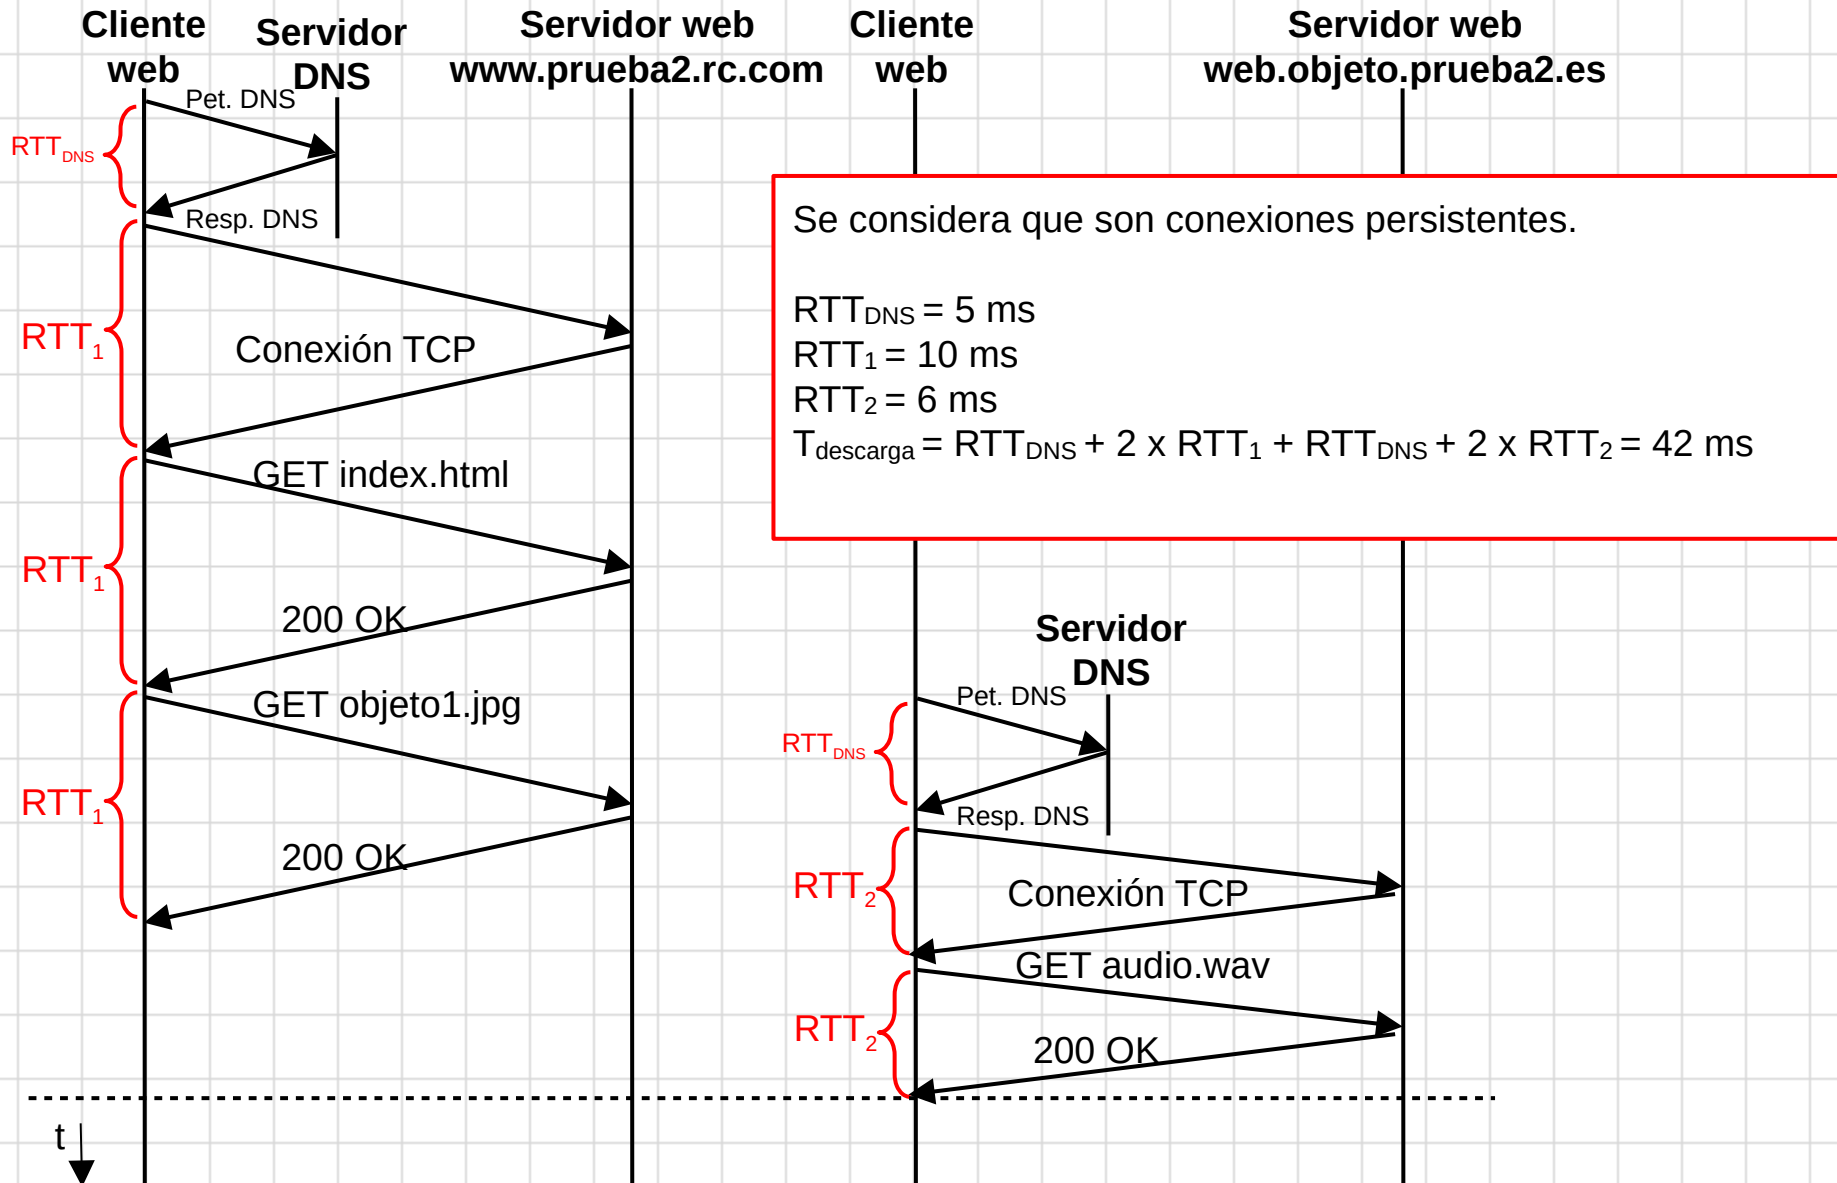 Cliente
web
Servidor
DNS
Servidor web
www.prueba2.rc.com
Cliente
web
Servidor web
web.objeto.prueba2.es
Pet. DNS
RTTDNS
Resp. DNS
RTT1
Conexión TCP
GET index.html
RTT1
200 OK
GET objeto1.jpg
RTT1
200 OK
Se considera que son conexiones persistentes.
RTTDNS = 5 ms
RTT1 = 10 ms
RTT2 = 6 ms
Tdescarga = RTTDNS + 2 x RTT1 + RTTDNS + 2 x RTT2 = 42 ms
Servidor
DNS
Pet. DNS
RTTDNS
Resp. DNS
RTT2
Conexión TCP
GET audio.wav
RTT2
200 OK
t